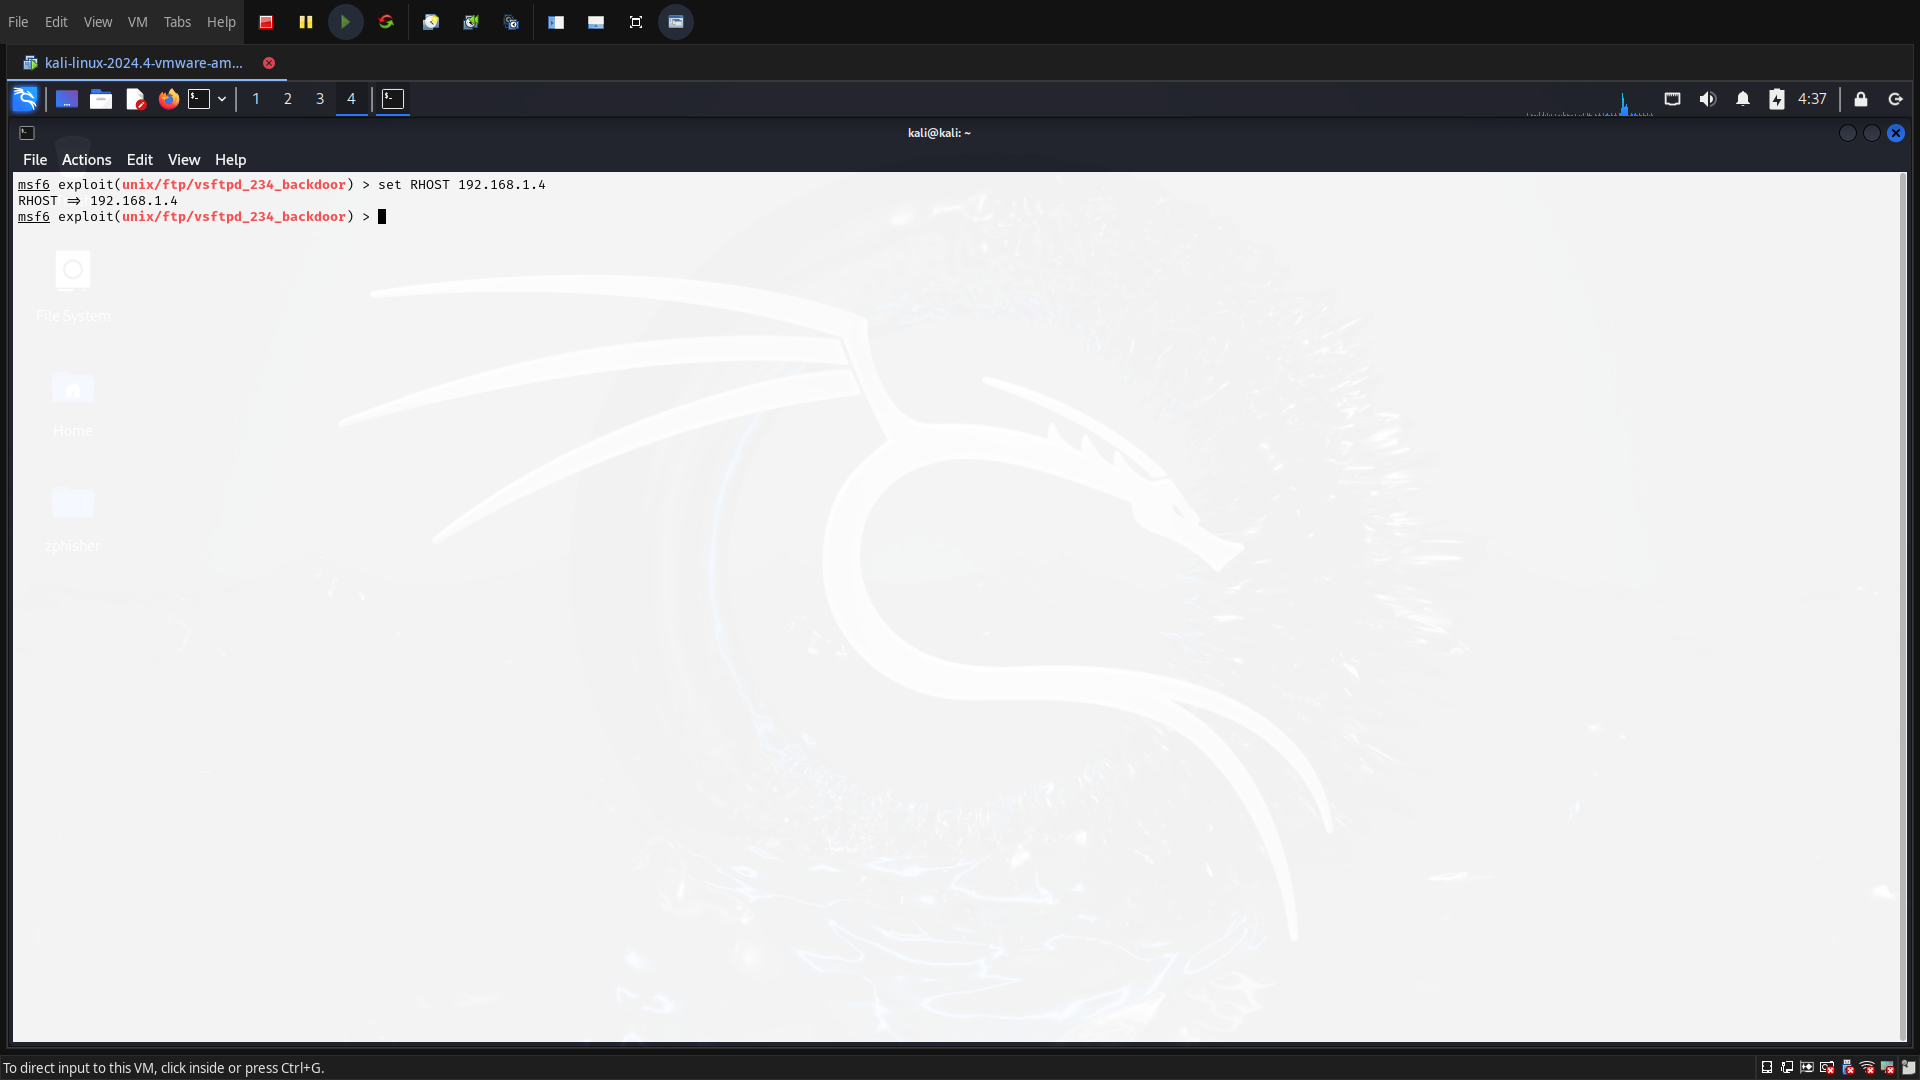 File Edit View VM Tabs Help
kali-linux-2024.4-vmware-am...
1 2 3 4 4:37
kali@kali: ~
File Actions Edit View Help
msf6 exploit(unix/ftp/vsftpd_234_backdoor) > set RHOST 192.168.1.4
RHOST => 192.168.1.4
msf6 exploit(unix/ftp/vsftpd_234_backdoor) >
File System
Home
zphisher
To direct input to this VM, click inside or press Ctrl+G.